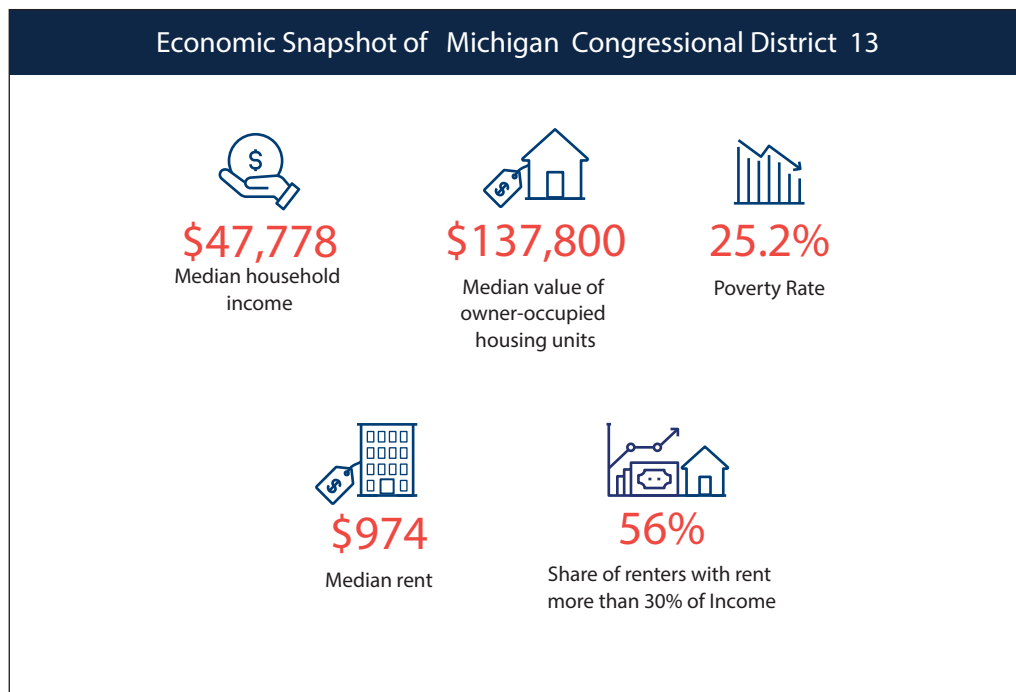 Economic Snapshot of Michigan Congressional District 13
$
$
$47,778
Median household
income
$137,800
Median value of
owner-occupied
housing units
25.2%
Poverty Rate
$
$974
Median rent
56%
Share of renters with rent
more than 30% of Income